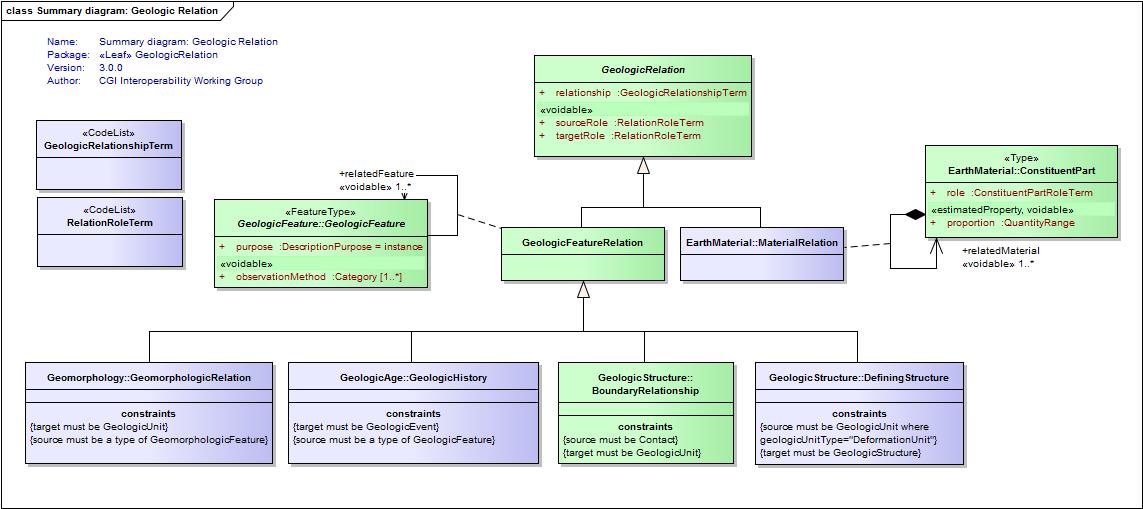 class Summary diagram: Geologic Relation
Name: Summary diagram: Geologic Relation
Package: «Leaf» GeologicRelation
Version: 3.0.0
Author: CGI Interoperability Working Group
GeologicRelation
+ relationship :GeologicRelationshipTerm
«voidable»
+ sourceRole :RelationRoleTerm
+ targetRole :RelationRoleTerm
«CodeList»
GeologicRelationshipTerm
«CodeList»
RelationRoleTerm
+relatedFeature
«voidable» 1..*
«FeatureType»
GeologicFeature::GeologicFeature
+ purpose :DescriptionPurpose = instance
«voidable»
+ observationMethod :Category [1..*]
GeologicFeatureRelation
EarthMaterial::MaterialRelation
«Type»
EarthMaterial::ConstituentPart
+ role :ConstituentPartRoleTerm
«estimatedProperty, voidable»
+ proportion :QuantityRange
+relatedMaterial
«voidable» 1..*
Geomorphology::GeomorphologicRelation
constraints
{target must be GeologicUnit}
{source must be a type of GeomorphologicFeature}
GeologicAge::GeologicHistory
constraints
{target must be GeologicEvent}
{source must be a type of GeologicFeature}
GeologicStructure::
BoundaryRelationship
constraints
{source must be Contact}
{target must be GeologicUnit}
GeologicStructure::DefiningStructure
constraints
{source must be GeologicUnit where
geologicUnitType="DeformationUnit"}
{target must be GeologicStructure}